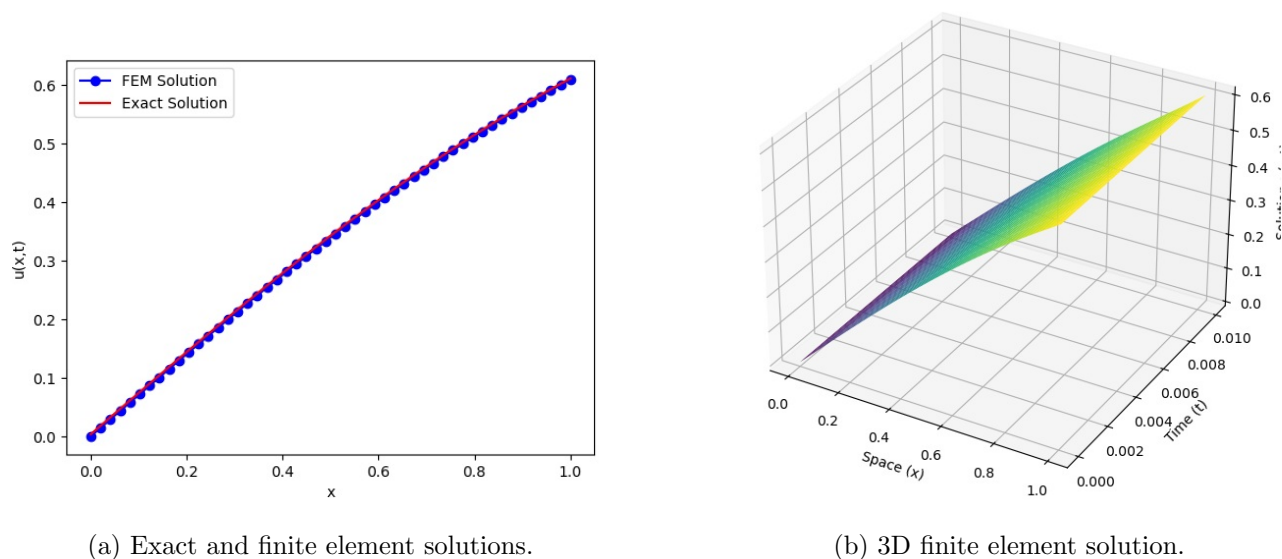 FEM Solution
Exact Solution
0.6
0.5
0.4
0.3
0.2
0.1
0.0
u(x,t)
0.0 0.2 0.4 0.6 0.8 1.0
x
(a) Exact and finite element solutions.
0.6
0.5
0.4
0.3
0.2
0.1
0.0
0.010
0.008
0.006
0.004
0.002
0.000
Time (t)
0.0
0.2
0.4
0.6
0.8
1.0
Space (x)
(b) 3D finite element solution.